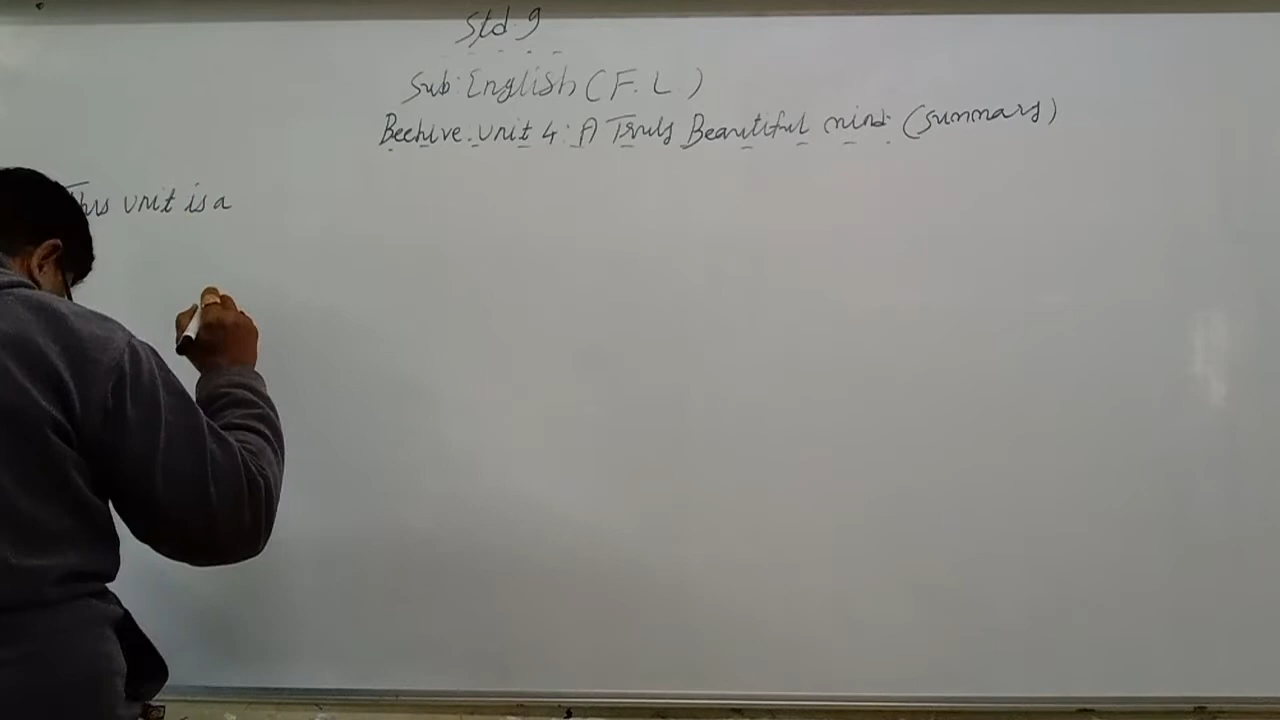 Std 9
Sub: English (F. L.)
Beehive. Unit 4: A Truly Beautiful mind. (summary)
This unit is a